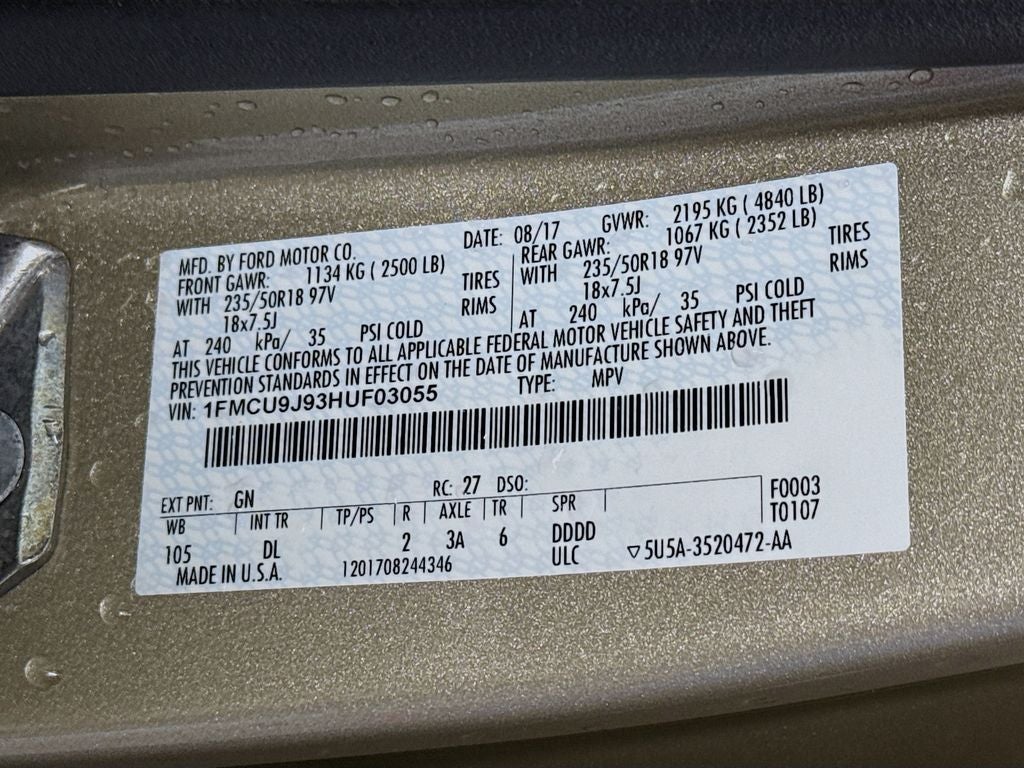 MFD. BY FORD MOTOR CO. DATE: 08/17 GVWR: 2195 KG ( 4840 LB)
FRONT GAWR: 1134 KG ( 2500 LB) REAR GAWR: 1067 KG ( 2352 LB)
WITH 235/50R18 97V TIRES WITH 235/50R18 97V TIRES
18x7.5J RIMS 18x7.5J RIMS
AT 240 kPa/ 35 PSI COLD AT 240 kPa/ 35 PSI COLD
THIS VEHICLE CONFORMS TO ALL APPLICABLE FEDERAL MOTOR VEHICLE SAFETY AND THEFT
PREVENTION STANDARDS IN EFFECT ON THE DATE OF MANUFACTURE SHOWN ABOVE.
VIN: 1FMCU9J93HUF03055 TYPE: MPV
EXT PNT: GN RC: 27 DSO: F0003
WB INT TR TP/PS R AXLE TR SPR T0107
105 DL 2 3A 6 DDDD
ULC ▽5U5A-3520472-AA
MADE IN U.S.A. 1201708244346